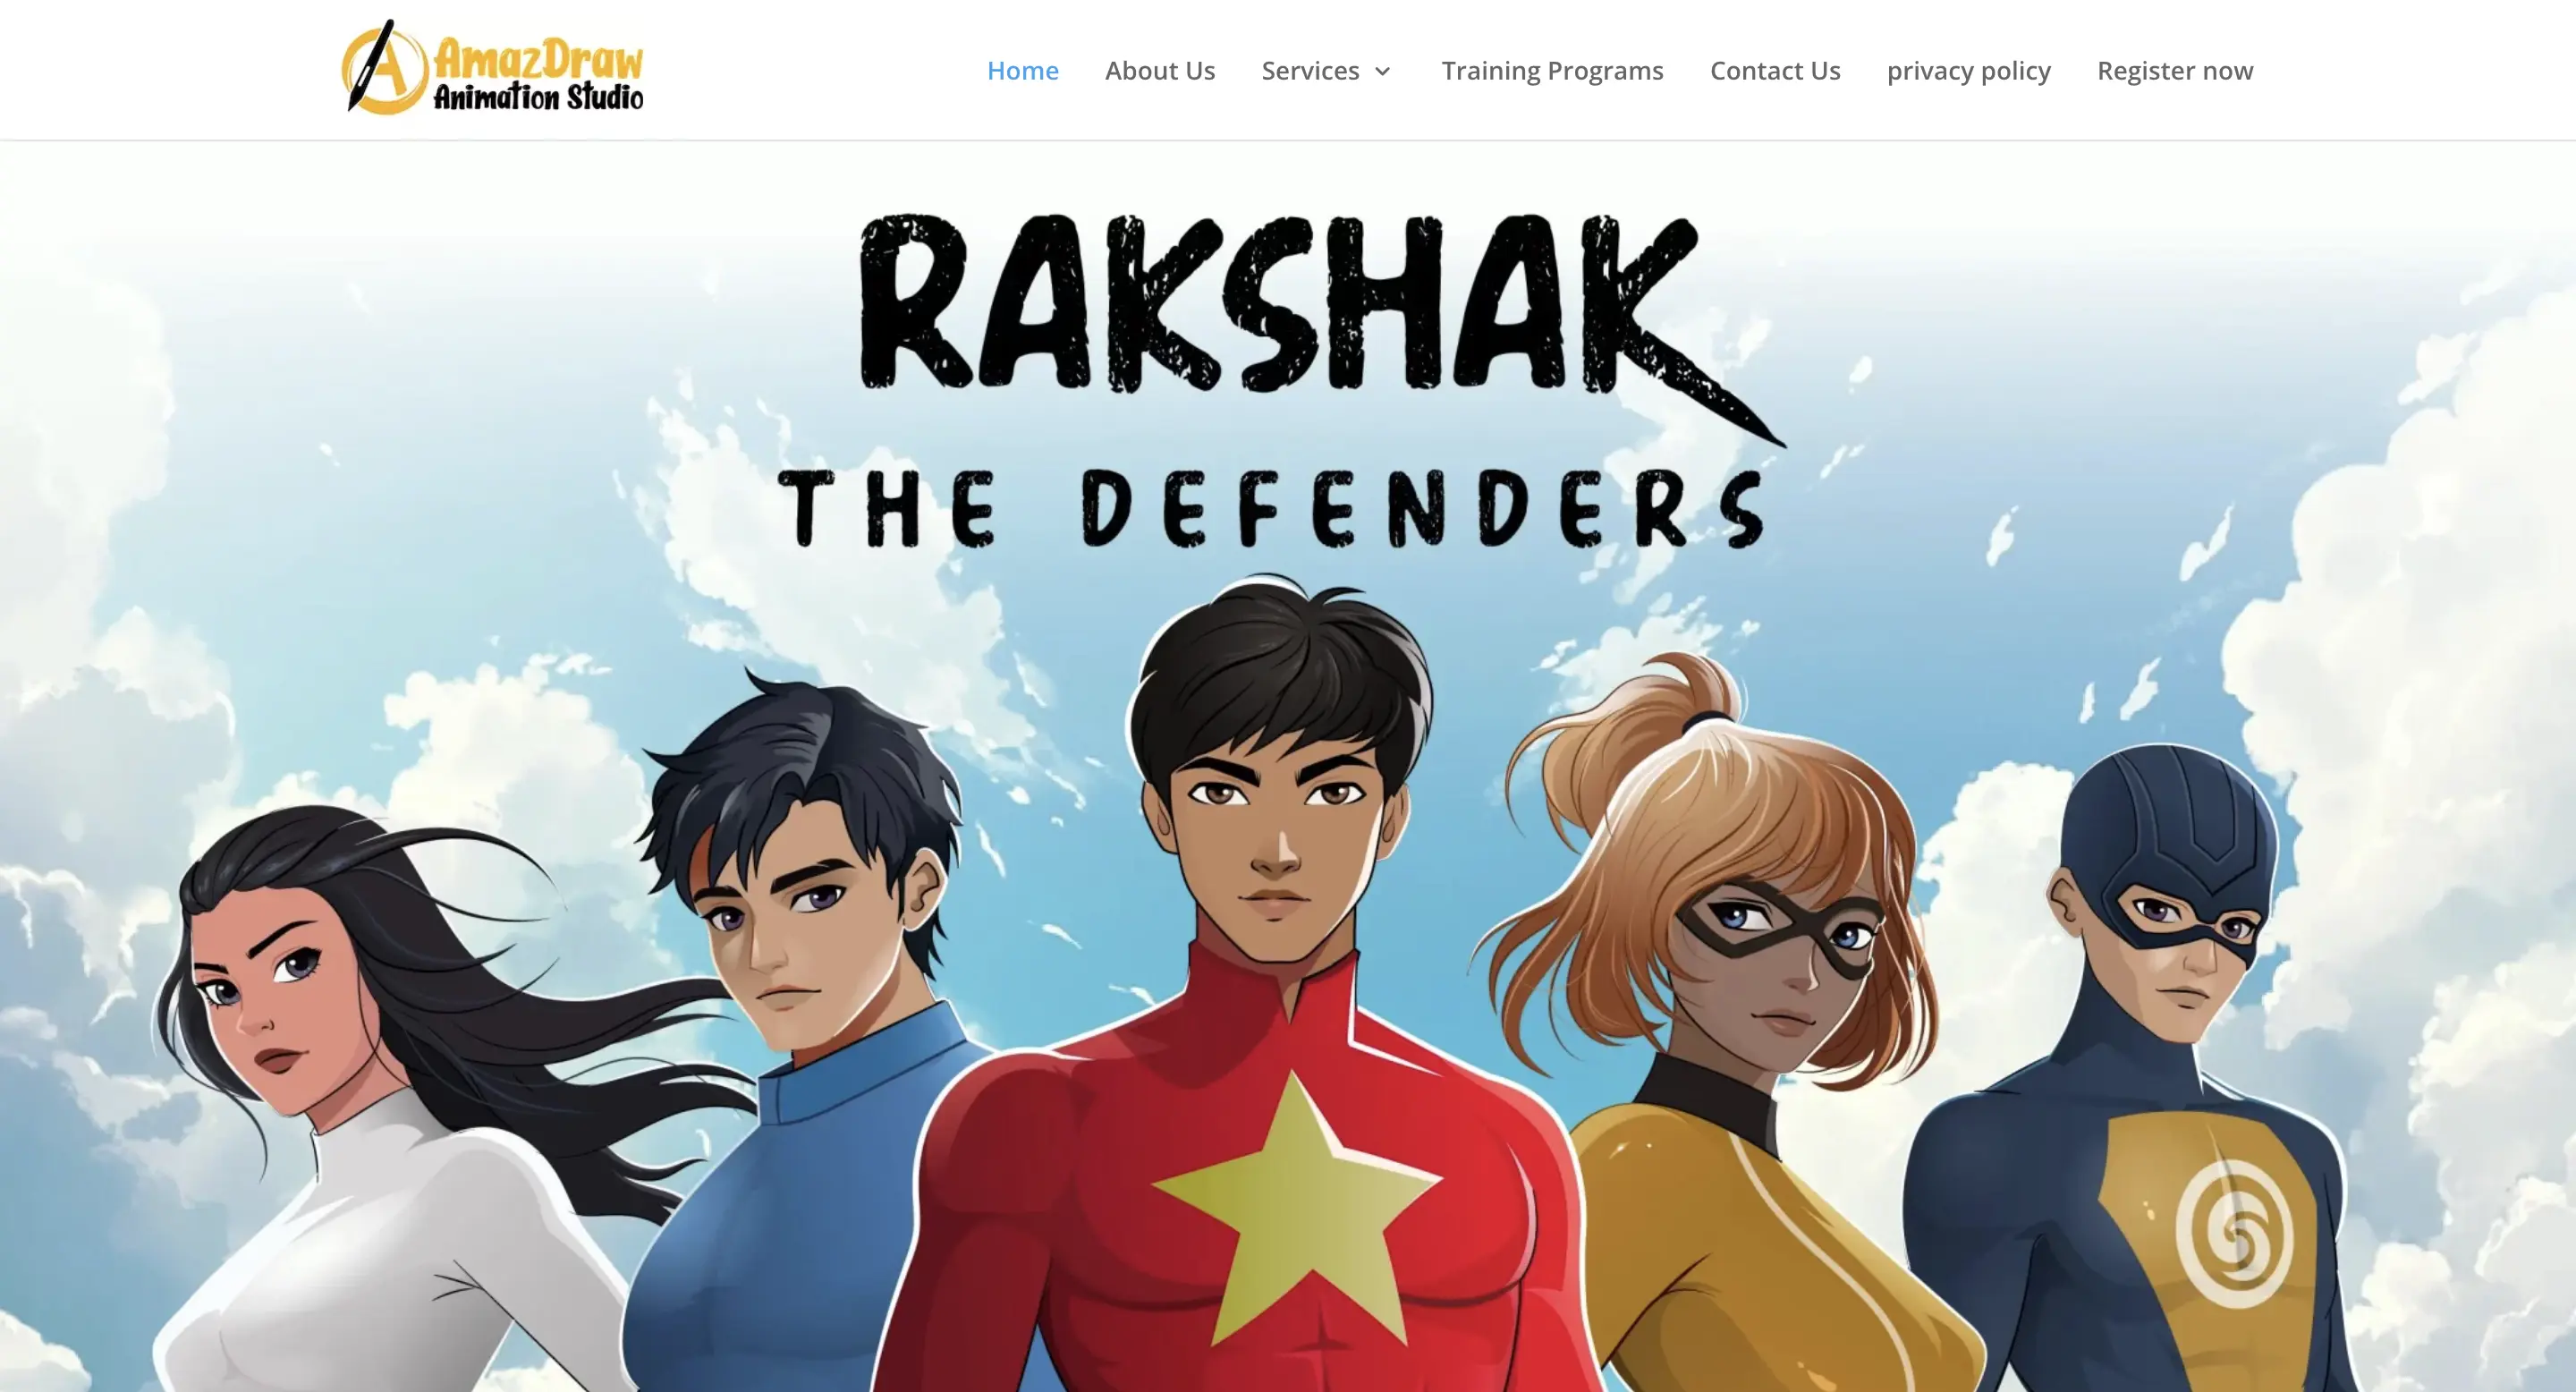 AmazDraw
Animation Studio
Home About Us Services Training Programs Contact Us privacy policy Register now
RAKSHAK
THE DEFENDERS